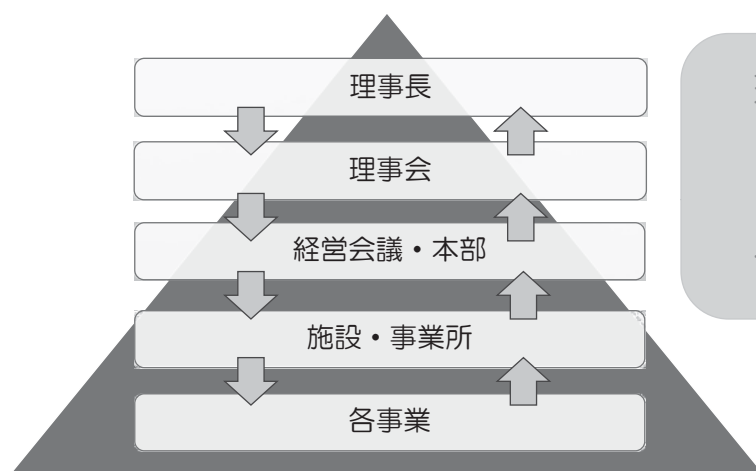 理事長
理事会
経営会議・本部
施設・事業所
各事業